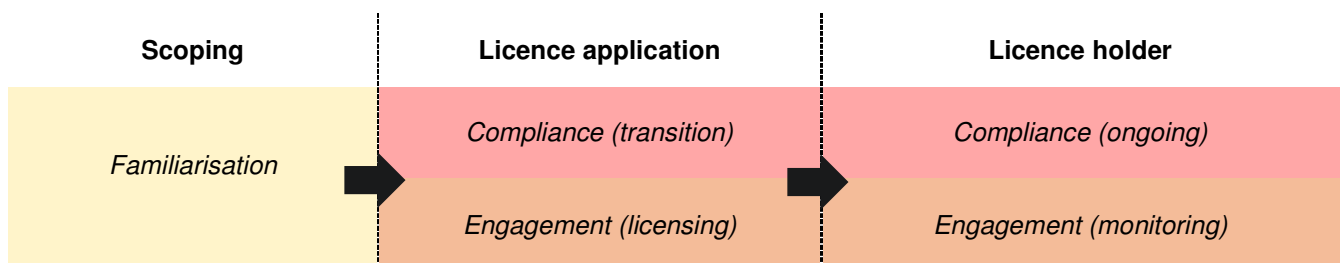 Scoping
Licence application
Licence holder
Familiarisation
Compliance (transition)
Compliance (ongoing)
Engagement (licensing)
Engagement (monitoring)